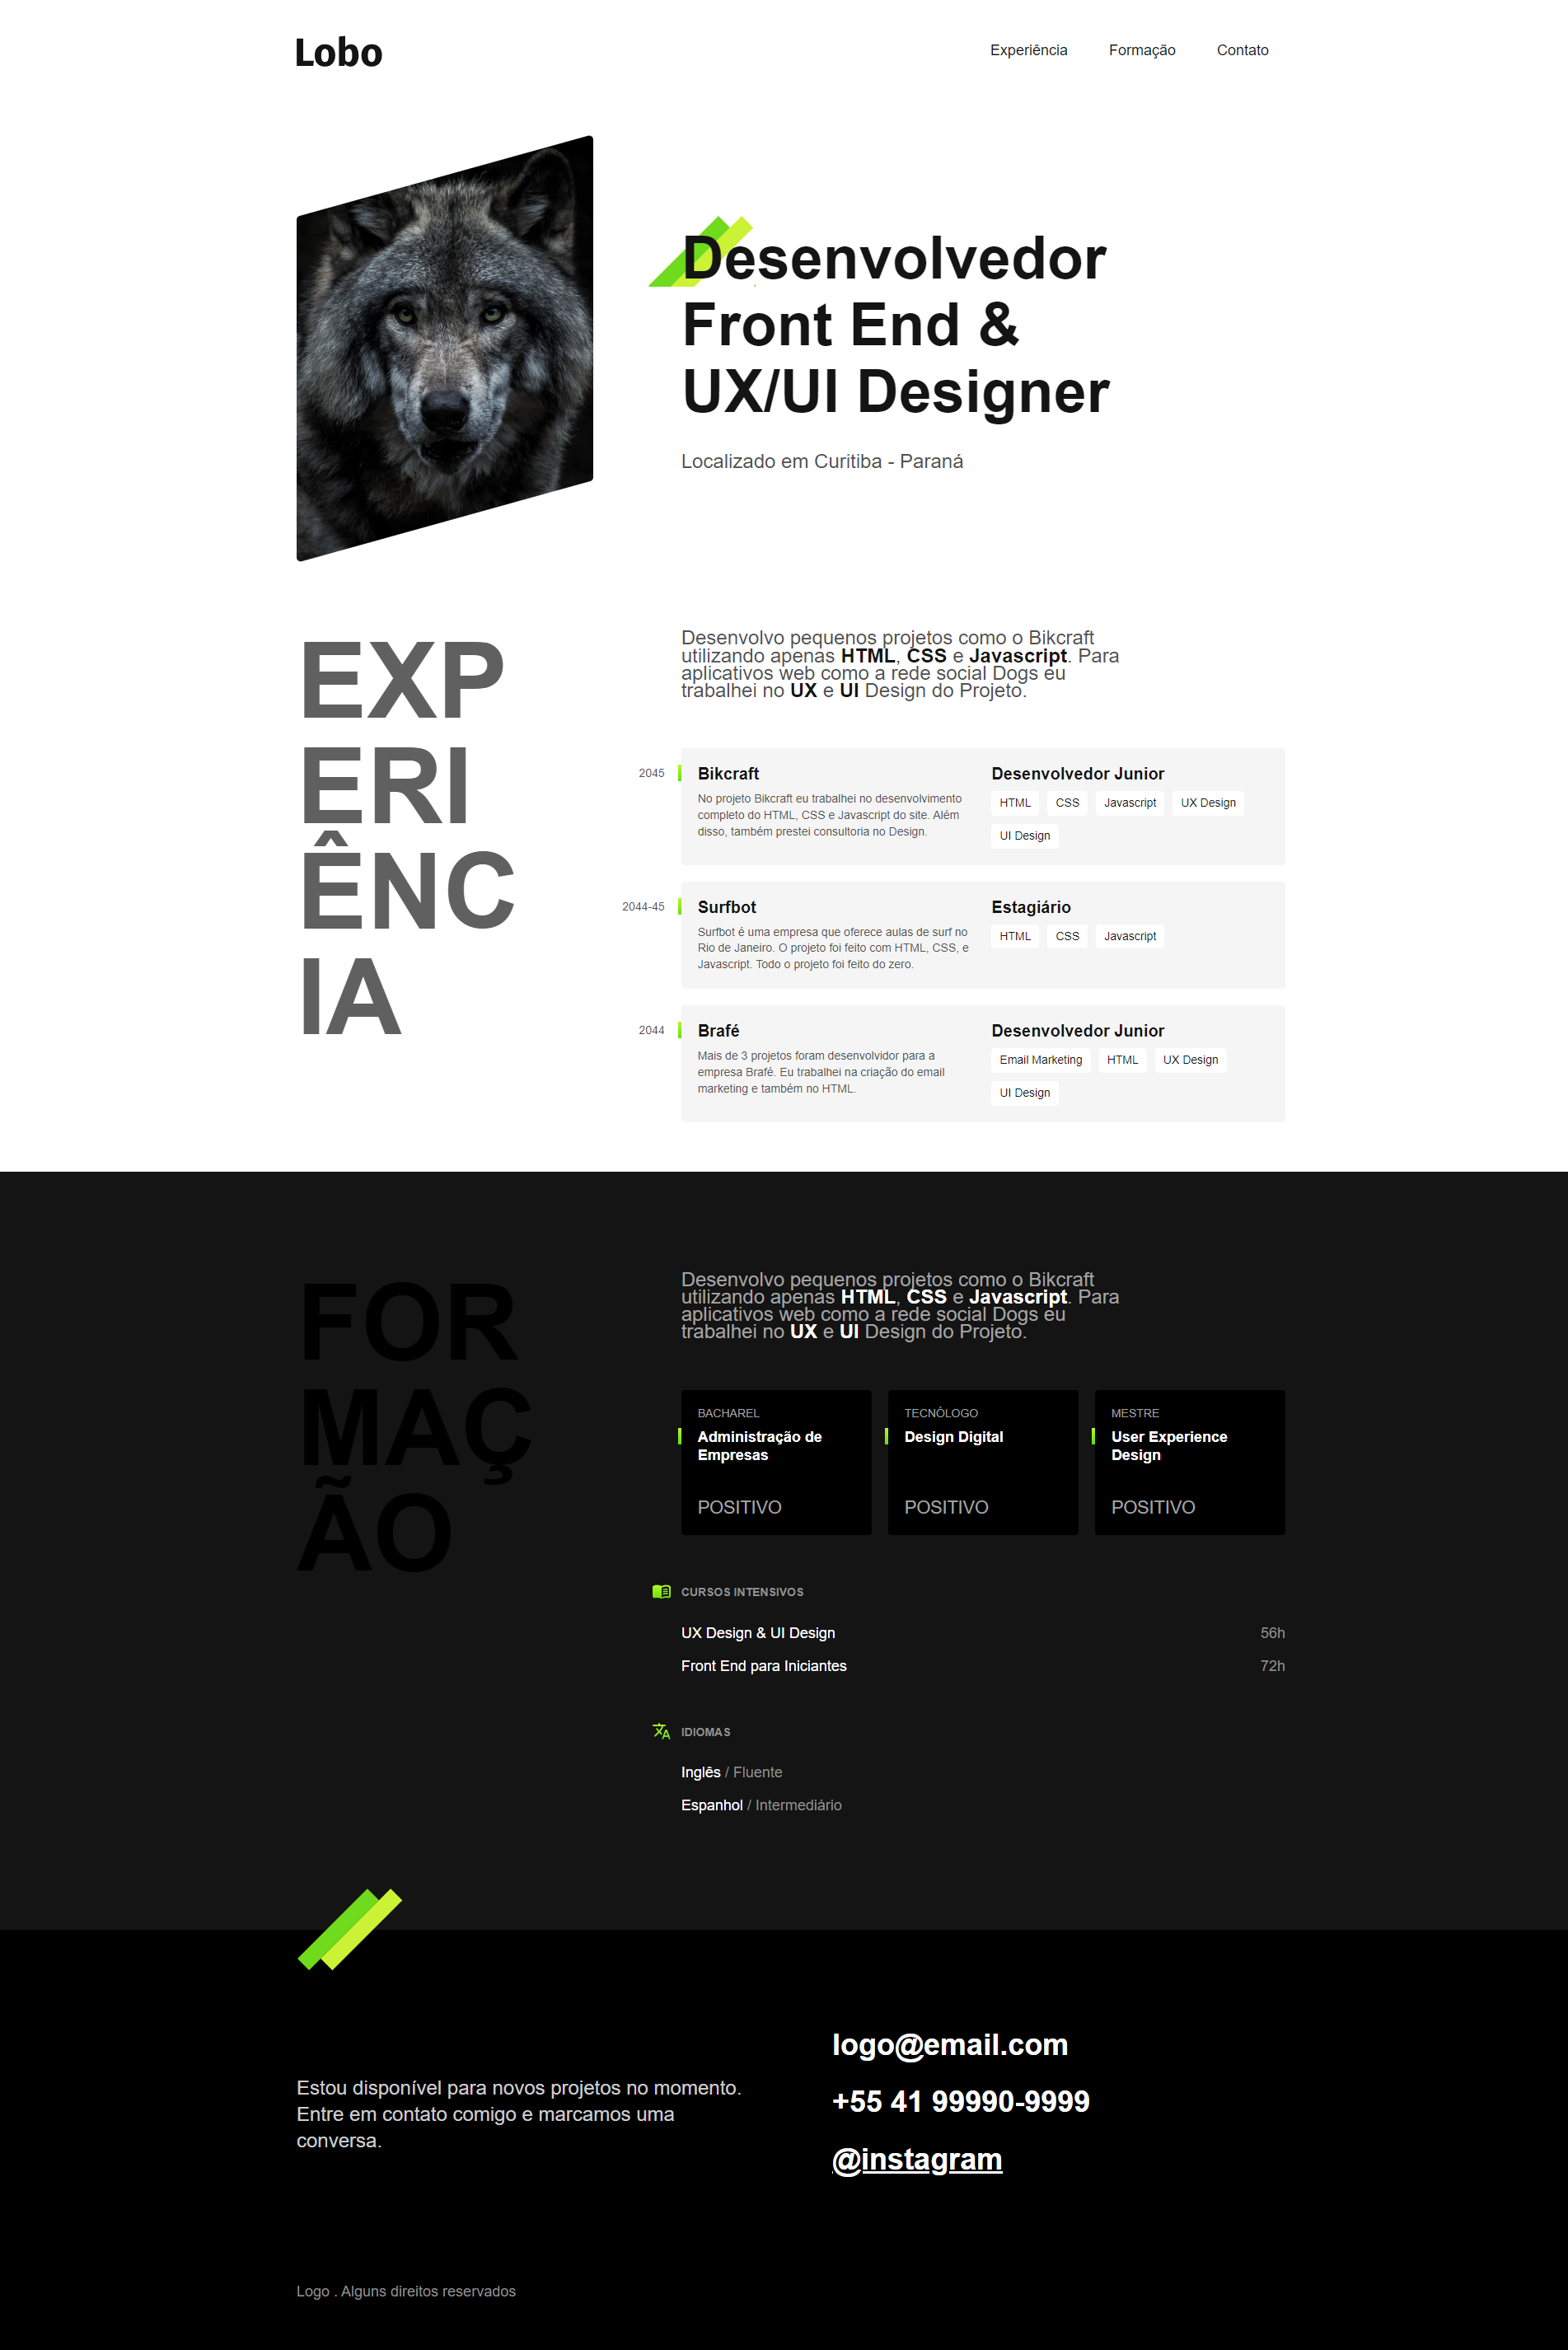 Lobo
Experiência
Formação
Contato
Desenvolvedor
Front End &
UX/UI Designer
Localizado em Curitiba - Paraná
EXP
ERI
ÊNC
IA
Desenvolvo pequenos projetos como o Bikcraft
utilizando apenas HTML, CSS e Javascript. Para
aplicativos web como a rede social Dogs eu
trabalhei no UX e UI Design do Projeto.
2045
Bikcraft
No projeto Bikcraft eu trabalhei no desenvolvimento
completo do HTML, CSS e Javascript do site. Além
disso, também prestei consultoria no Design.
Desenvolvedor Junior
HTML
CSS
Javascript
UX Design
UI Design
2044-45
Surfbot
Surfbot é uma empresa que oferece aulas de surf no
Rio de Janeiro. O projeto foi feito com HTML, CSS, e
Javascript. Todo o projeto foi feito do zero.
Estagiário
HTML
CSS
Javascript
2044
Brafé
Mais de 3 projetos foram desenvolvidor para a
empresa Brafé. Eu trabalhei na criação do email
marketing e também no HTML.
Desenvolvedor Junior
Email Marketing
HTML
UX Design
UI Design
FOR
MAÇ
ÃO
Desenvolvo pequenos projetos como o Bikcraft
utilizando apenas HTML, CSS e Javascript. Para
aplicativos web como a rede social Dogs eu
trabalhei no UX e UI Design do Projeto.
BACHAREL
Administração de
Empresas
POSITIVO
TECNÓLOGO
Design Digital
POSITIVO
MESTRE
User Experience
Design
POSITIVO
CURSOS INTENSIVOS
UX Design & UI Design 56h
Front End para Iniciantes 72h
IDIOMAS
Inglês / Fluente
Espanhol / Intermediário
Estou disponível para novos projetos no momento.
Entre em contato comigo e marcamos uma
conversa.
logo@email.com
+55 41 99990-9999
@instagram
Logo . Alguns direitos reservados